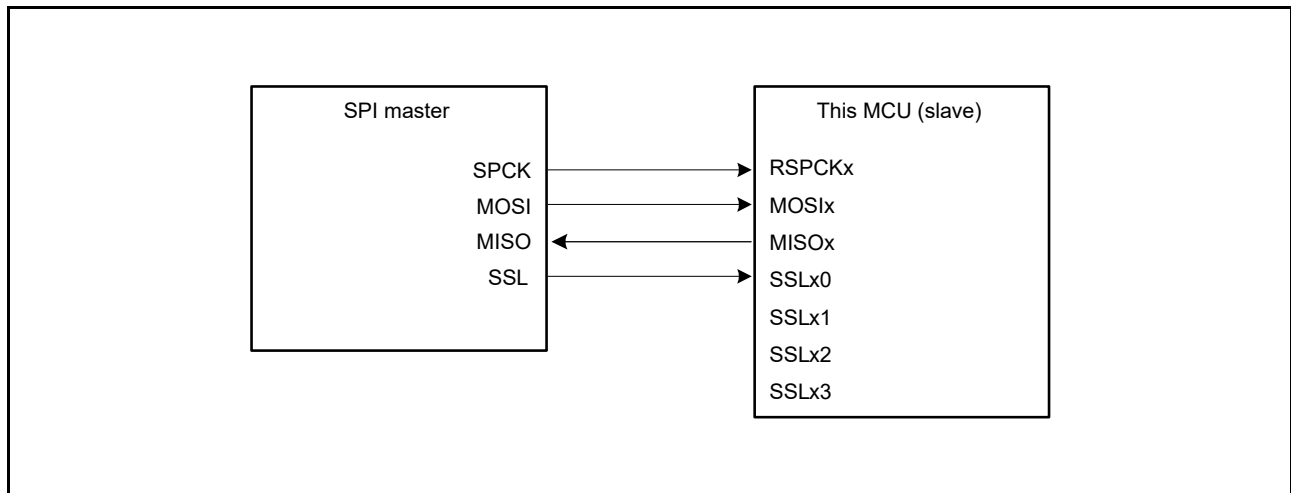 SPI master
SPCK
MOSI
MISO
SSL
This MCU (slave)
RSPCKx
MOSIx
MISOx
SSLx0
SSLx1
SSLx2
SSLx3